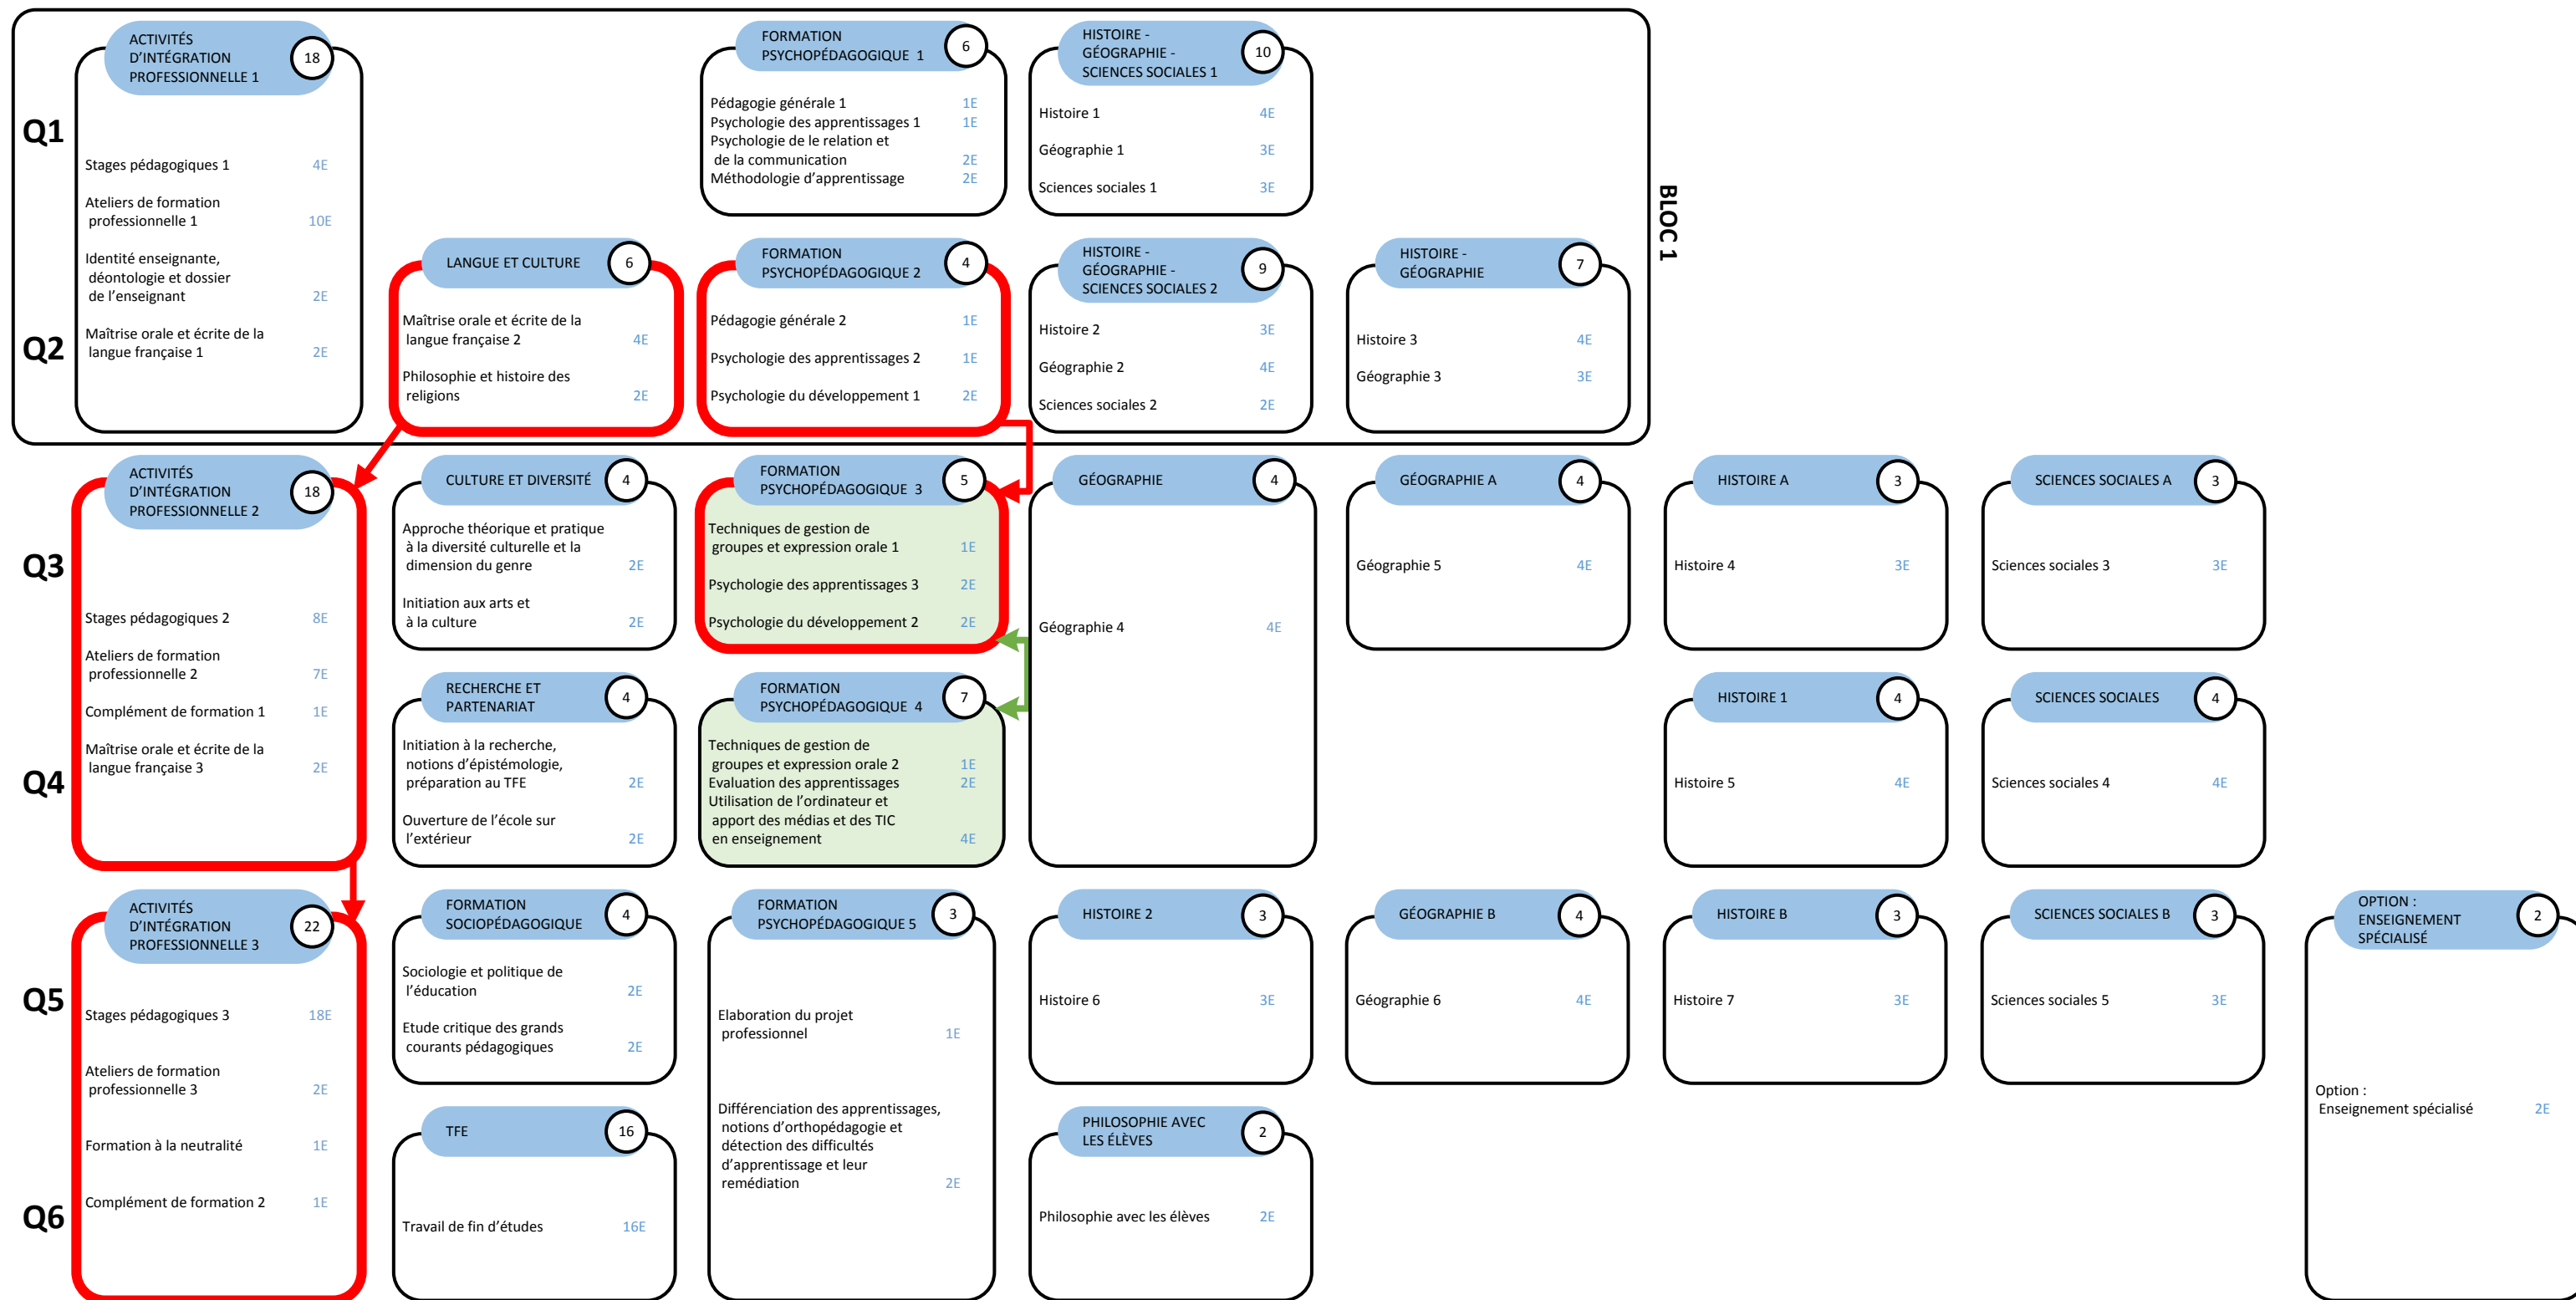 ACTIVITÉS
D'INTÉGRATION
PROFESSIONNELLE 1
18
Stages pédagogiques 1 4E
Ateliers de formation
professionnelle 1 10E
Identité enseignante,
déontologie et dossier
de l'enseignant 2E
Maîtrise orale et écrite de la
langue française 1 2E
FORMATION
PSYCHOPÉDAGOGIQUE 1
6
Pédagogie générale 1 1E
Psychologie des apprentissages 1 1E
Psychologie de le relation et
de la communication 2E
Méthodologie d'apprentissage 2E
HISTOIRE -
GÉOGRAPHIE -
SCIENCES SOCIALES 1
10
Histoire 1 4E
Géographie 1 3E
Sciences sociales 1 3E
Q1
BLOC 1
LANGUE ET CULTURE 6
Maîtrise orale et écrite de la
langue française 2 4E
Philosophie et histoire des
religions 2E
FORMATION
PSYCHOPÉDAGOGIQUE 2
4
Pédagogie générale 2 1E
Psychologie des apprentissages 2 1E
Psychologie du développement 1 2E
HISTOIRE -
GÉOGRAPHIE -
SCIENCES SOCIALES 2
9
Histoire 2 3E
Géographie 2 4E
Sciences sociales 2 2E
HISTOIRE -
GÉOGRAPHIE
7
Histoire 3 4E
Géographie 3 3E
Q2
ACTIVITÉS
D'INTÉGRATION
PROFESSIONNELLE 2
18
Stages pédagogiques 2 8E
Ateliers de formation
professionnelle 2 7E
Complément de formation 1 1E
Maîtrise orale et écrite de la
langue française 3 2E
CULTURE ET DIVERSITÉ 4
Approche théorique et pratique
à la diversité culturelle et la
dimension du genre 2E
Initiation aux arts et
à la culture 2E
FORMATION
PSYCHOPÉDAGOGIQUE 3
5
Techniques de gestion de
groupes et expression orale 1 1E
Psychologie des apprentissages 3 2E
Psychologie du développement 2 2E
GÉOGRAPHIE 4
Géographie 4 4E
GÉOGRAPHIE A 4
Géographie 5 4E
HISTOIRE A 3
Histoire 4 3E
SCIENCES SOCIALES A 3
Sciences sociales 3 3E
Q3
RECHERCHE ET
PARTENARIAT
4
Initiation à la recherche,
notions d'épistémologie,
préparation au TFE 2E
Ouverture de l'école sur
l'extérieur 2E
FORMATION
PSYCHOPÉDAGOGIQUE 4
7
Techniques de gestion de
groupes et expression orale 2 1E
Evaluation des apprentissages 2E
Utilisation de l'ordinateur et
apport des médias et des TIC
en enseignement 4E
HISTOIRE 1 4
Histoire 5 4E
SCIENCES SOCIALES 4
Sciences sociales 4 4E
Q4
ACTIVITÉS
D'INTÉGRATION
PROFESSIONNELLE 3
22
Stages pédagogiques 3 18E
Ateliers de formation
professionnelle 3 2E
Formation à la neutralité 1E
Complément de formation 2 1E
FORMATION
SOCIOPÉDAGOGIQUE
4
Sociologie et politique de
l'éducation 2E
Etude critique des grands
courants pédagogiques 2E
FORMATION
PSYCHOPÉDAGOGIQUE 5
3
Elaboration du projet
professionnel 1E
Différenciation des apprentissages,
notions d'orthopédagogie et
détection des difficultés
d'apprentissage et leur
remédiation 2E
HISTOIRE 2 3
Histoire 6 3E
GÉOGRAPHIE B 4
Géographie 6 4E
HISTOIRE B 3
Histoire 7 3E
SCIENCES SOCIALES B 3
Sciences sociales 5 3E
OPTION :
ENSEIGNEMENT
SPÉCIALISÉ
2
Option :
Enseignement spécialisé 2E
Q5
TFE 16
Travail de fin d'études 16E
PHILOSOPHIE AVEC
LES ÉLÈVES
2
Philosophie avec les élèves 2E
Q6